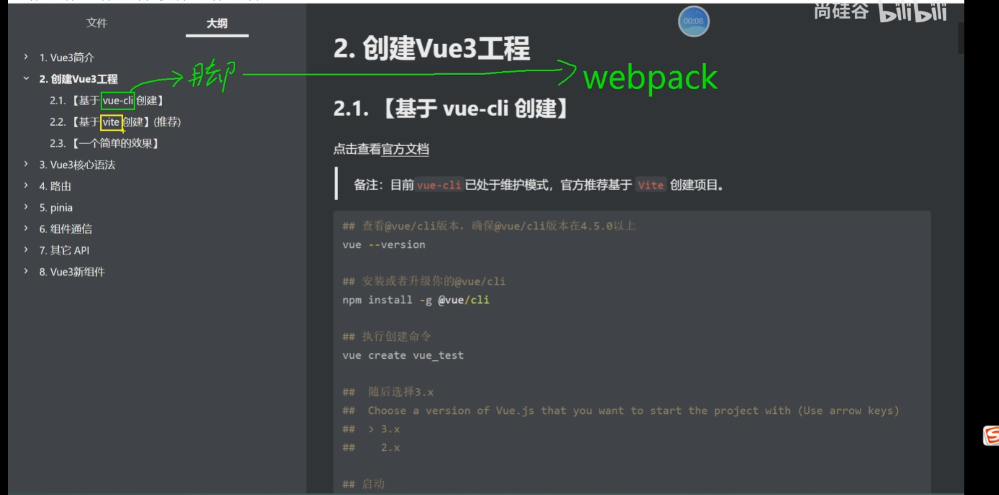 尚硅谷 bilibili
文件 大纲
00:08
1. Vue3简介
2. 创建Vue3工程
2.1. 【基于 vue-cli 创建】
2.2. 【基于 vite 创建】(推荐)
2.3. 【一个简单的效果】
3. Vue3核心语法
4. 路由
5. pinia
6. 组件通信
7. 其它 API
8. Vue3新组件
webpack
2. 创建Vue3工程
2.1. 【基于 vue-cli 创建】
点击查看官方文档
备注：目前 vue-cli 已处于维护模式，官方推荐基于 Vite 创建项目。
## 查看@vue/cli版本，确保@vue/cli版本在4.5.0以上
vue --version
## 安装或者升级你的@vue/cli
npm install -g @vue/cli
## 执行创建命令
vue create vue_test
## 随后选择3.x
## Choose a version of Vue.js that you want to start the project with (Use arrow keys)
## > 3.x
## 2.x
## 启动